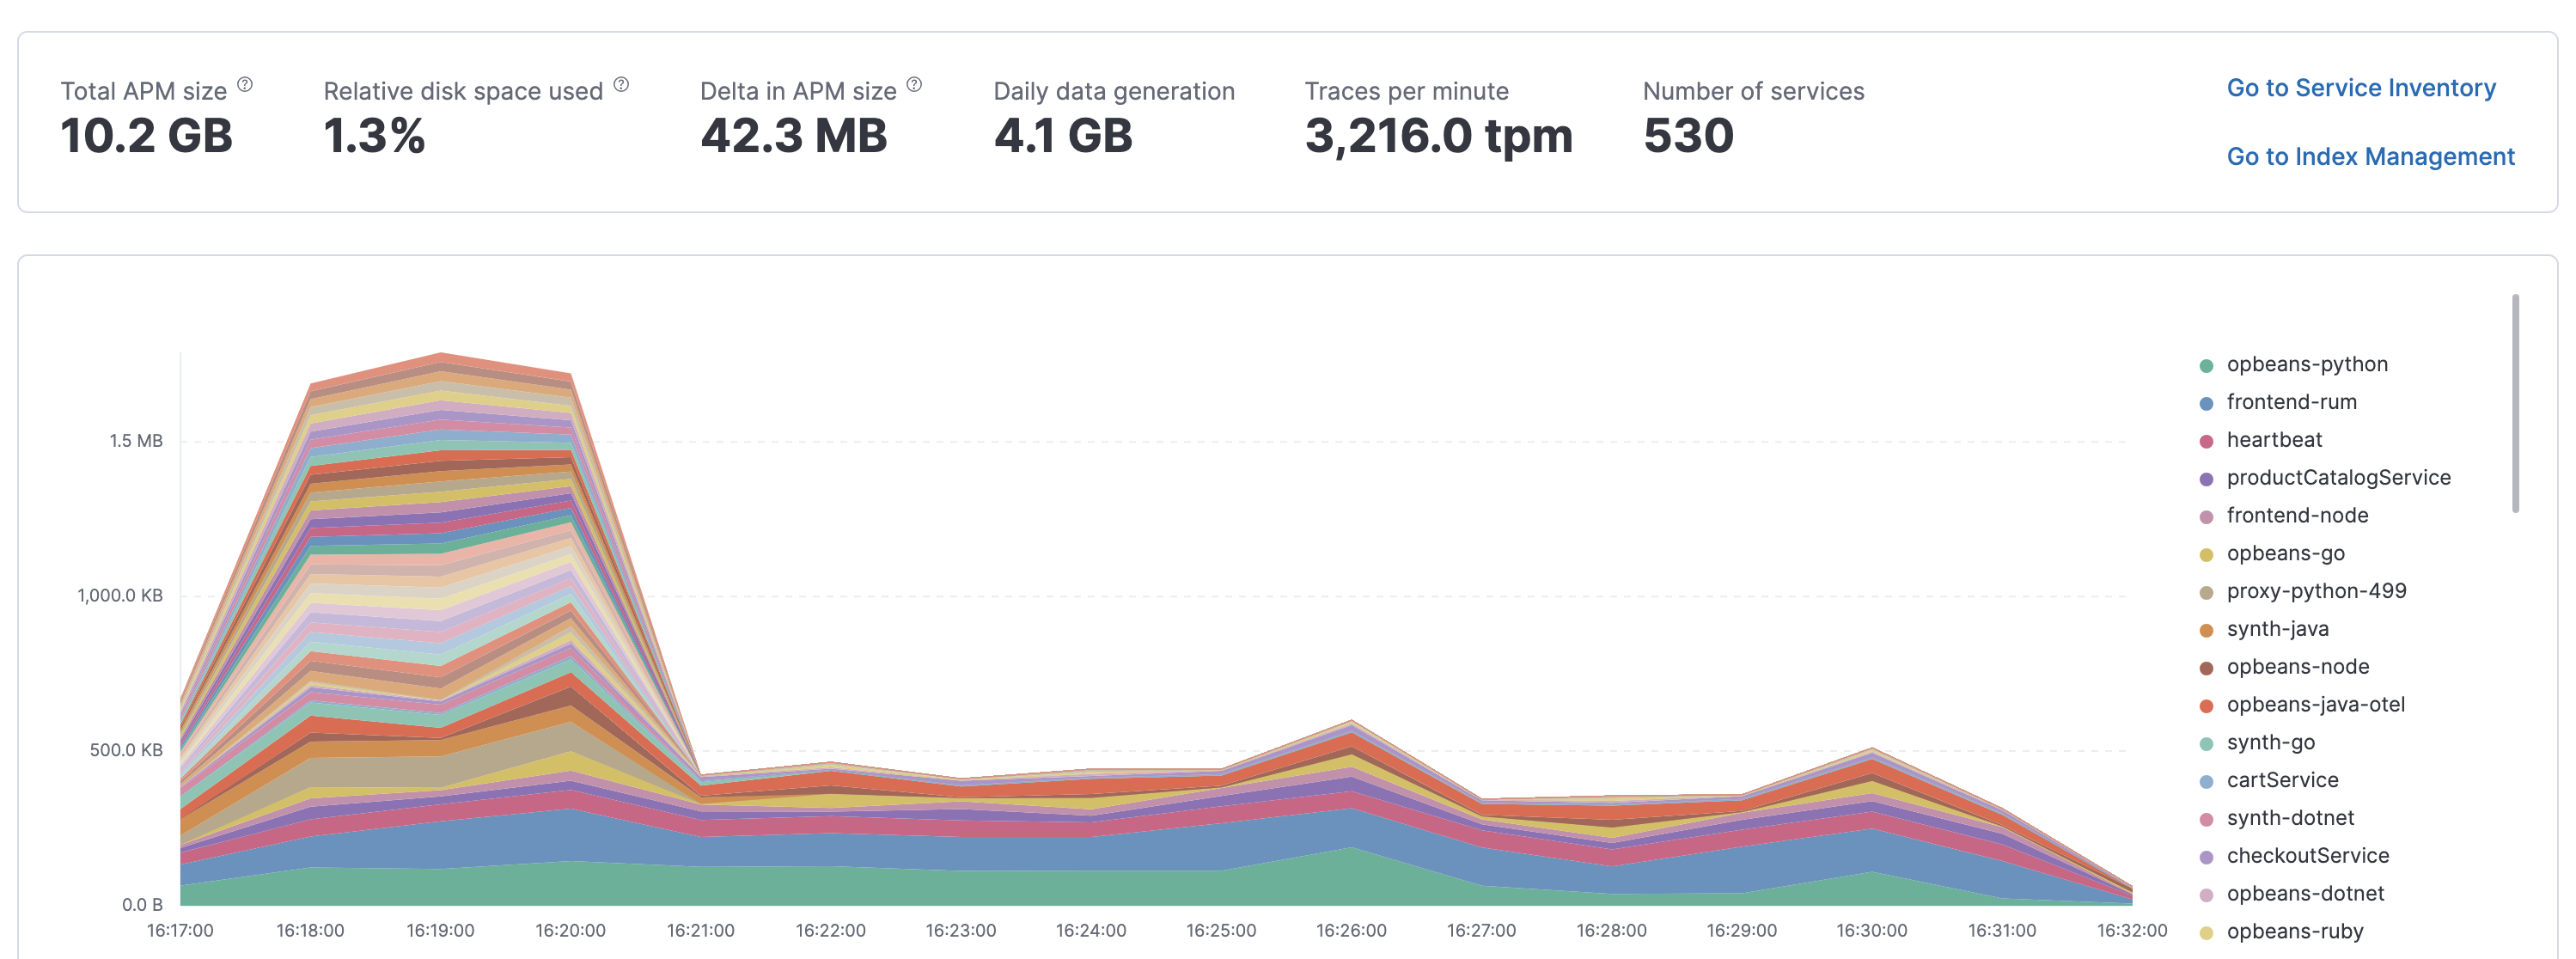 Total APM size
10.2 GB
Relative disk space used
1.3%
Delta in APM size
42.3 MB
Daily data generation
4.1 GB
Traces per minute
3,216.0 tpm
Number of services
530
Go to Service Inventory
Go to Index Management
1.5 MB
1,000.0 KB
500.0 KB
0.0 B
16:17:00 16:18:00 16:19:00 16:20:00 16:21:00 16:22:00 16:23:00 16:24:00 16:25:00 16:26:00 16:27:00 16:28:00 16:29:00 16:30:00 16:31:00 16:32:00
opbeans-python
frontend-rum
heartbeat
productCatalogService
frontend-node
opbeans-go
proxy-python-499
synth-java
opbeans-node
opbeans-java-otel
synth-go
cartService
synth-dotnet
checkoutService
opbeans-dotnet
opbeans-ruby